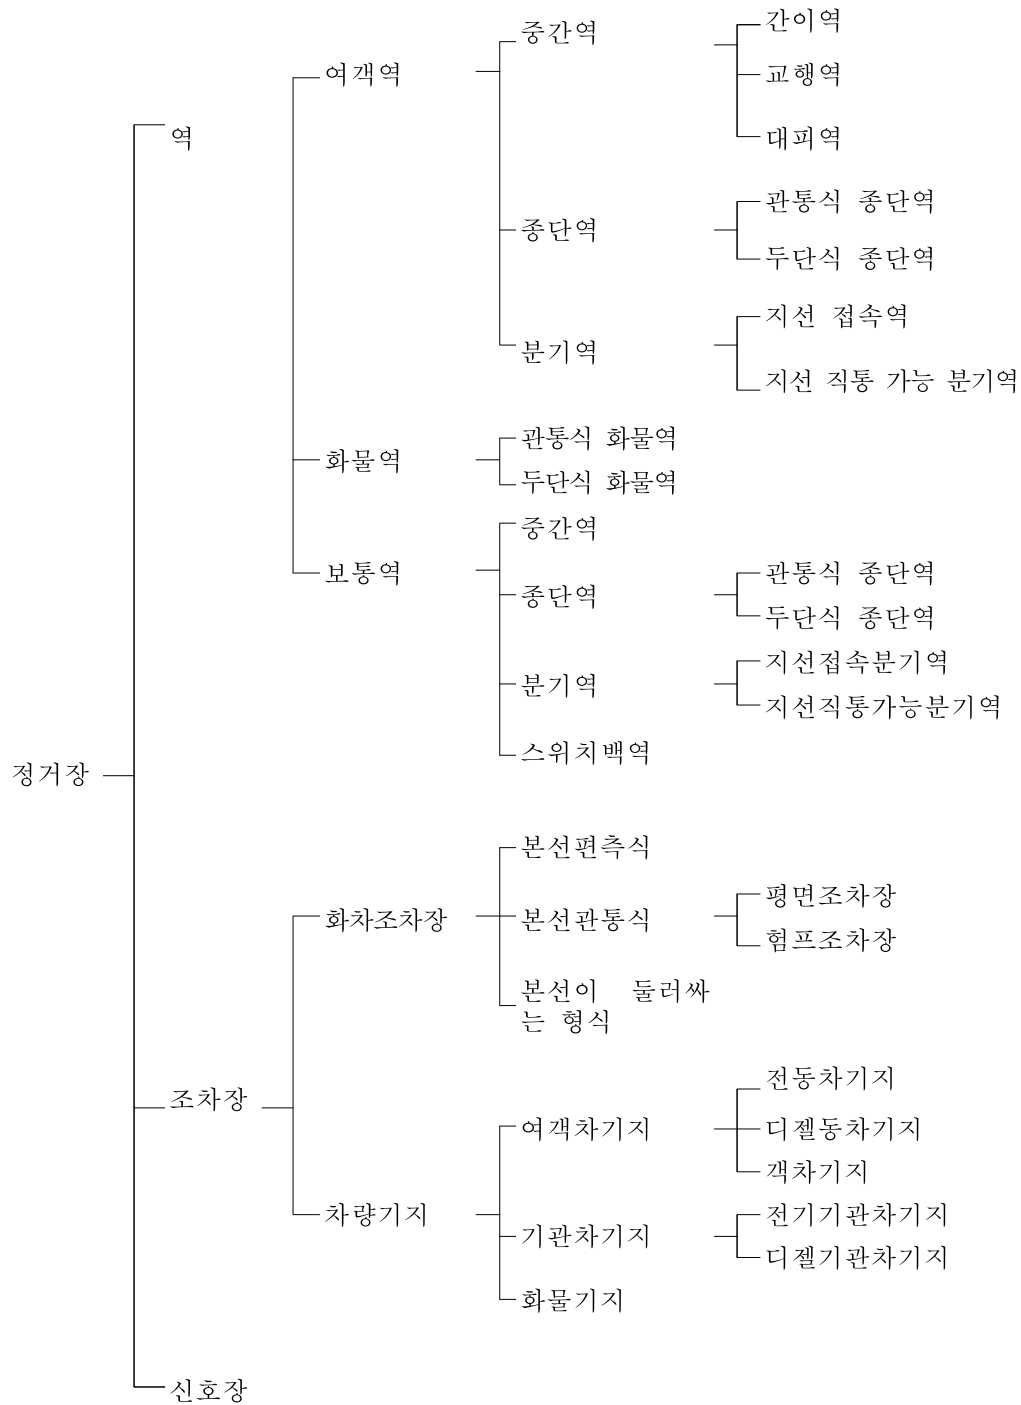 정거장
역
여객역
중간역
간이역
교행역
대피역
종단역
관통식 종단역
두단식 종단역
분기역
지선 접속역
지선 직통 가능 분기역
화물역
관통식 화물역
두단식 화물역
보통역
중간역
종단역
관통식 종단역
두단식 종단역
분기역
지선접속분기역
지선직통가능분기역
스위치백역
조차장
화차조차장
본선편측식
본선관통식
평면조차장
험프조차장
본선이 둘러싸
는 형식
차량기지
여객차기지
전동차기지
디젤동차기지
객차기지
기관차기지
전기기관차기지
디젤기관차기지
화물기지
신호장